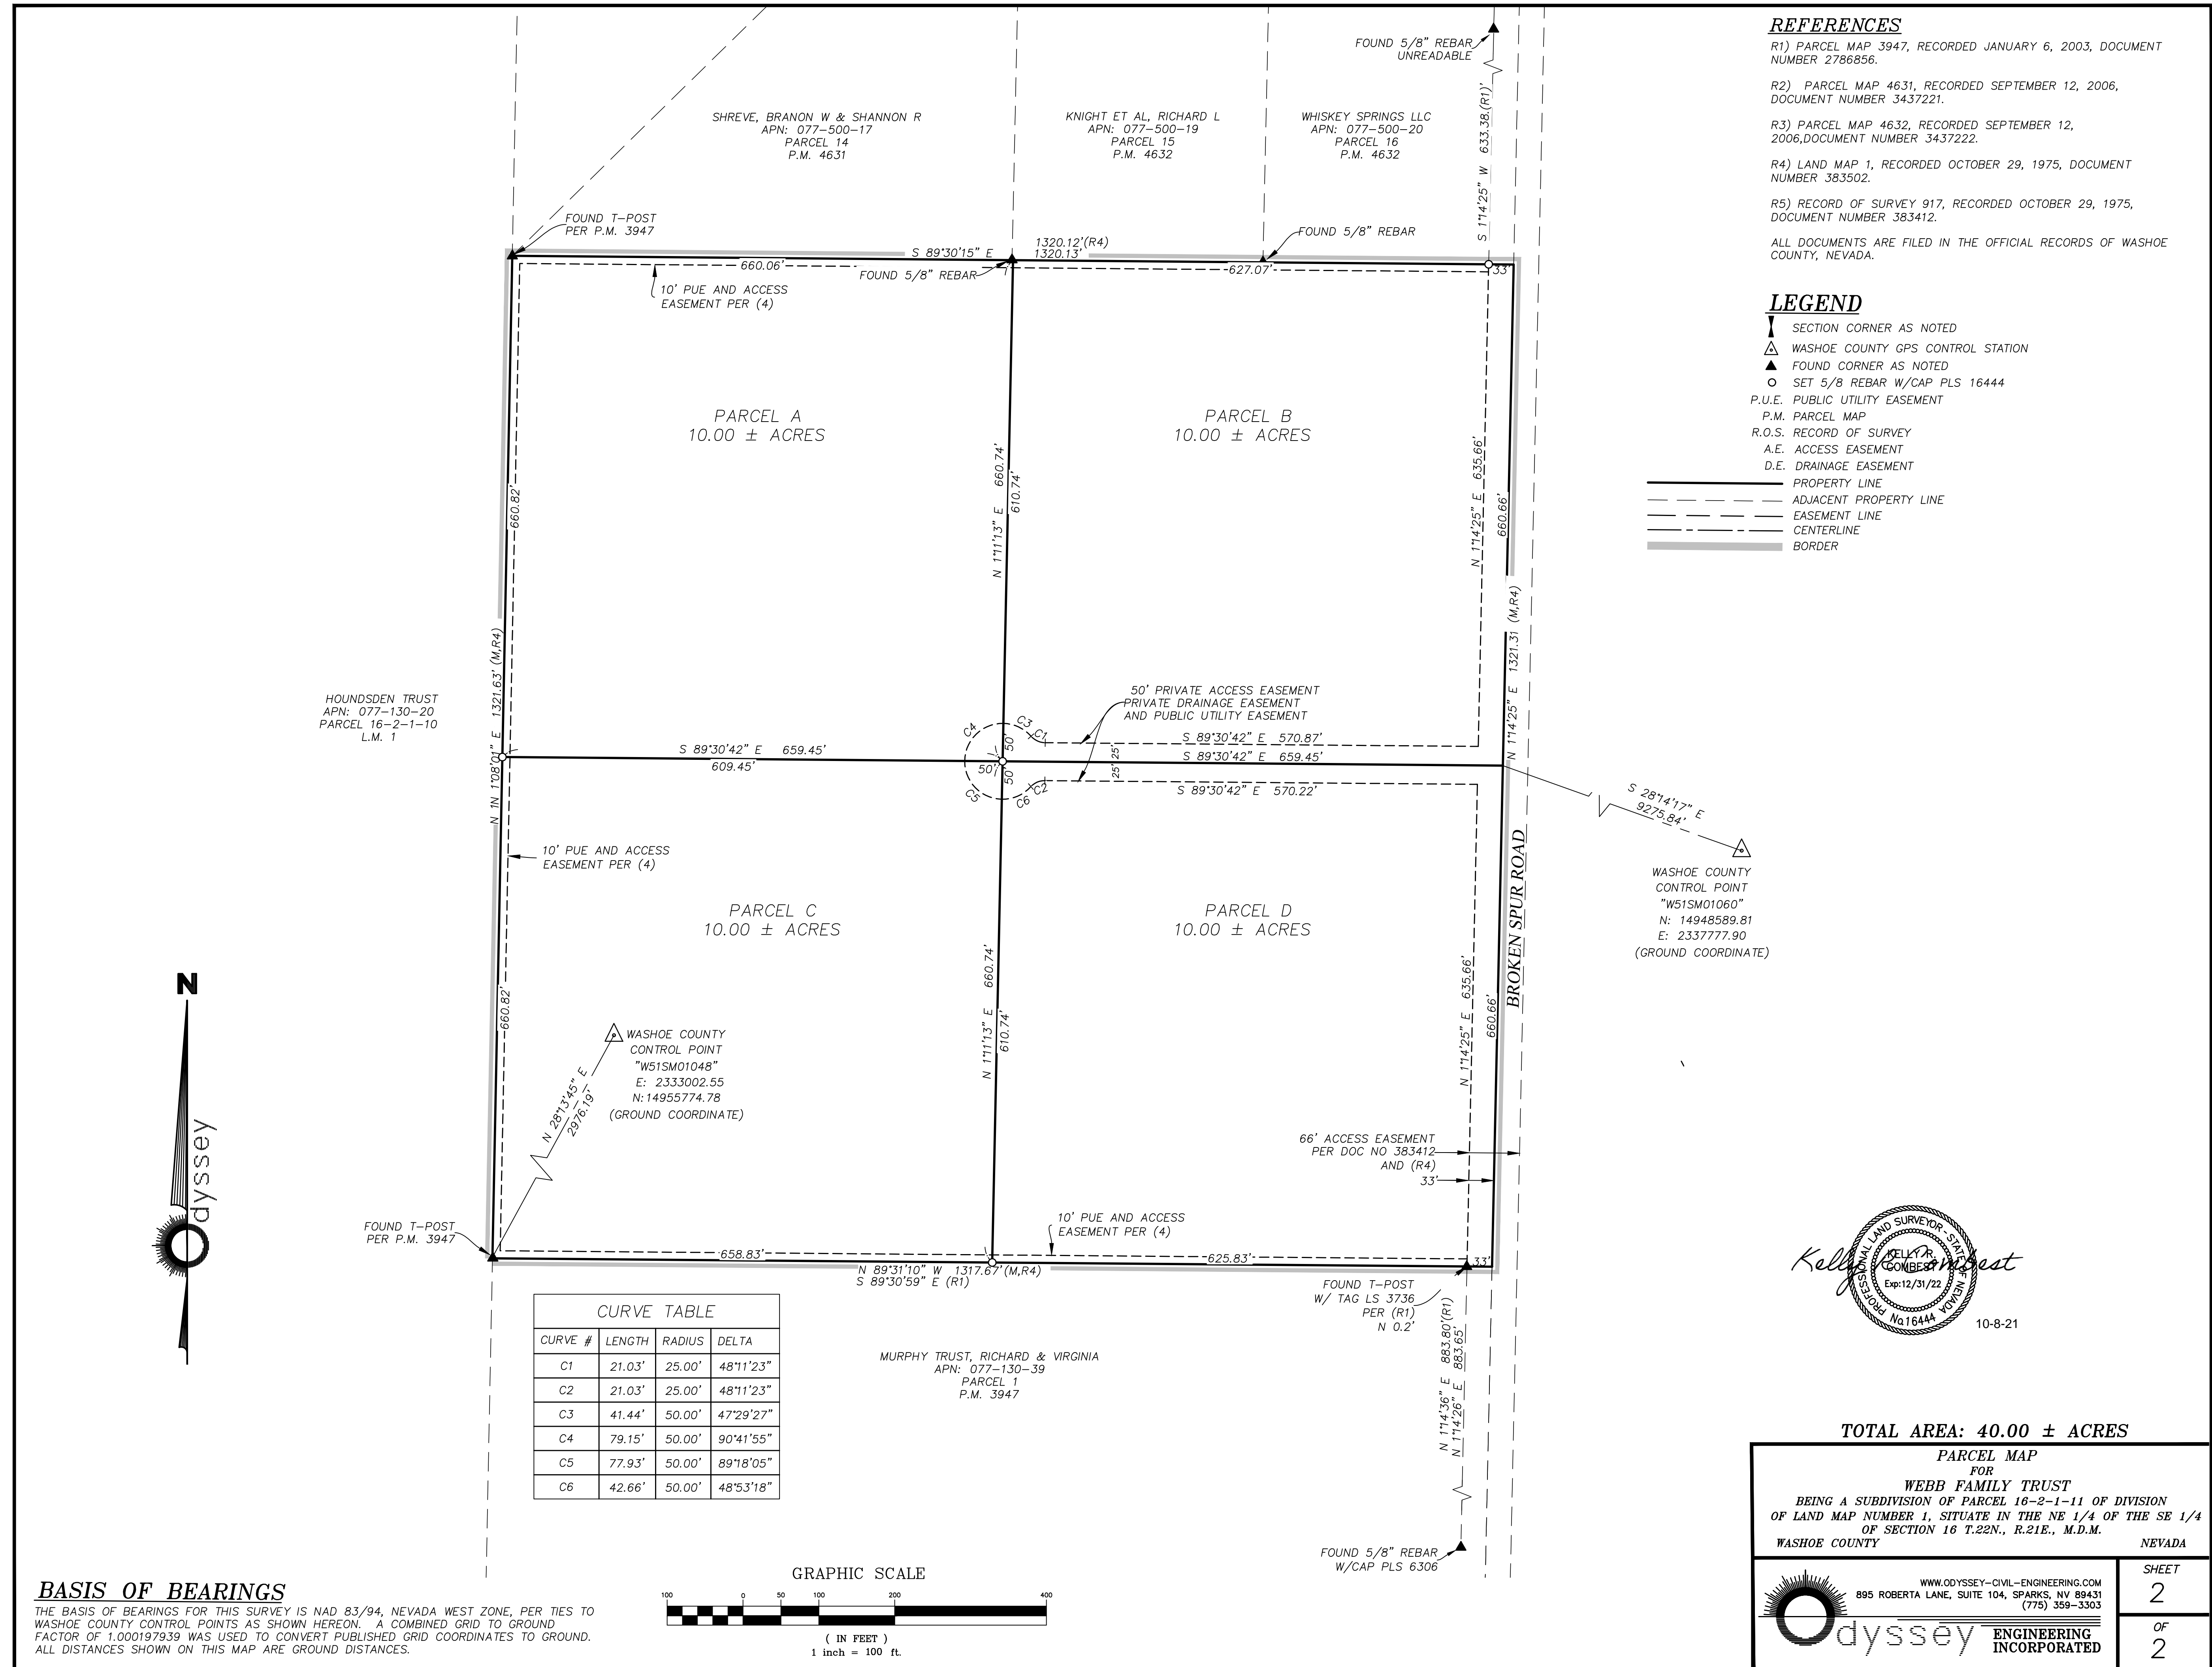 FOUND 5/8" REBAR
UNREADABLE
SHREVE, BRANON W & SHANNON R
APN: 077-500-17
PARCEL 14
P.M. 4631
KNIGHT ET AL, RICHARD L
APN: 077-500-19
PARCEL 15
P.M. 4632
WHISKEY SPRINGS LLC
APN: 077-500-20
PARCEL 16
P.M. 4632
S 1°14'25" W 633.38.(R1)'
FOUND T-POST
PER P.M. 3947
FOUND 5/8" REBAR
1320.12'(R4)
S 89°30'15" E 1320.13'
660.06'
FOUND 5/8" REBAR
627.07'
33'
10' PUE AND ACCESS
EASEMENT PER (4)
REFERENCES
R1) PARCEL MAP 3947, RECORDED JANUARY 6, 2003, DOCUMENT
NUMBER 2786856.
R2) PARCEL MAP 4631, RECORDED SEPTEMBER 12, 2006,
DOCUMENT NUMBER 3437221.
R3) PARCEL MAP 4632, RECORDED SEPTEMBER 12,
2006,DOCUMENT NUMBER 3437222.
R4) LAND MAP 1, RECORDED OCTOBER 29, 1975, DOCUMENT
NUMBER 383502.
R5) RECORD OF SURVEY 917, RECORDED OCTOBER 29, 1975,
DOCUMENT NUMBER 383412.
ALL DOCUMENTS ARE FILED IN THE OFFICIAL RECORDS OF WASHOE
COUNTY, NEVADA.
LEGEND
SECTION CORNER AS NOTED
WASHOE COUNTY GPS CONTROL STATION
FOUND CORNER AS NOTED
SET 5/8 REBAR W/CAP PLS 16444
P.U.E. PUBLIC UTILITY EASEMENT
P.M. PARCEL MAP
R.O.S. RECORD OF SURVEY
A.E. ACCESS EASEMENT
D.E. DRAINAGE EASEMENT
PROPERTY LINE
ADJACENT PROPERTY LINE
EASEMENT LINE
CENTERLINE
BORDER
PARCEL A
10.00 ± ACRES
PARCEL B
10.00 ± ACRES
660.82'
N 1°11'13" E 660.74'
610.74'
N 1°14'25" E 635.66'
660.66'
N 1N 1°08'01" E 1321.63' (M,R4)
N 1°14'25" E 1321.31 (M,R4)
HOUNDSDEN TRUST
APN: 077-130-20
PARCEL 16-2-1-10
L.M. 1
50' PRIVATE ACCESS EASEMENT
PRIVATE DRAINAGE EASEMENT
AND PUBLIC UTILITY EASEMENT
C4
C3
C1
50'
S 89°30'42" E 570.87'
S 89°30'42" E 659.45'
609.45'
S 89°30'42" E 659.45'
25' 25'
50'
50'
C5
C6
C2
S 89°30'42" E 570.22'
S 28°14'17" E
9275.84'
10' PUE AND ACCESS
EASEMENT PER (4)
WASHOE COUNTY
CONTROL POINT
"W51SM01060"
N: 14948589.81
E: 2337777.90
(GROUND COORDINATE)
BROKEN SPUR ROAD
PARCEL C
10.00 ± ACRES
PARCEL D
10.00 ± ACRES
660.82'
N 1°11'13" E 660.74'
610.74'
N 1°14'25" E 635.66'
660.66'
WASHOE COUNTY
CONTROL POINT
"W51SM01048"
E: 2333002.55
N:14955774.78
(GROUND COORDINATE)
N 28°13'45" E
2976.19'
N
dyssey
66' ACCESS EASEMENT
PER DOC NO 383412
AND (R4)
33'
FOUND T-POST
PER P.M. 3947
10' PUE AND ACCESS
EASEMENT PER (4)
658.83'
625.83'
33'
N 89°31'10" W 1317.67'(M,R4)
S 89°30'59" E (R1)
FOUND T-POST
W/ TAG LS 3736
PER (R1)
N 0.2'
N 1°14'36" E 883.80'(R1)
N 1°14'26" E 883.65'
CURVE TABLE
CURVE # LENGTH RADIUS DELTA
C1 21.03' 25.00' 48°11'23"
C2 21.03' 25.00' 48°11'23"
C3 41.44' 50.00' 47°29'27"
C4 79.15' 50.00' 90°41'55"
C5 77.93' 50.00' 89°18'05"
C6 42.66' 50.00' 48°53'18"
MURPHY TRUST, RICHARD & VIRGINIA
APN: 077-130-39
PARCEL 1
P.M. 3947
FOUND 5/8" REBAR
W/CAP PLS 6306
Kelly R Combest
PROFESSIONAL LAND SURVEYOR - STATE OF NEVADA
KELLY R.
COMBEST
Exp:12/31/22
No.16444
10-8-21
TOTAL AREA: 40.00 ± ACRES
PARCEL MAP
FOR
WEBB FAMILY TRUST
BEING A SUBDIVISION OF PARCEL 16-2-1-11 OF DIVISION
OF LAND MAP NUMBER 1, SITUATE IN THE NE 1/4 OF THE SE 1/4
OF SECTION 16 T.22N., R.21E., M.D.M.
WASHOE COUNTY NEVADA
WWW.ODYSSEY-CIVIL-ENGINEERING.COM
895 ROBERTA LANE, SUITE 104, SPARKS, NV 89431
(775) 359-3303
dyssey ENGINEERING
INCORPORATED
SHEET
2
OF
2
BASIS OF BEARINGS
THE BASIS OF BEARINGS FOR THIS SURVEY IS NAD 83/94, NEVADA WEST ZONE, PER TIES TO
WASHOE COUNTY CONTROL POINTS AS SHOWN HEREON. A COMBINED GRID TO GROUND
FACTOR OF 1.000197939 WAS USED TO CONVERT PUBLISHED GRID COORDINATES TO GROUND.
ALL DISTANCES SHOWN ON THIS MAP ARE GROUND DISTANCES.
GRAPHIC SCALE
100 0 50 100 200 400
( IN FEET )
1 inch = 100 ft.